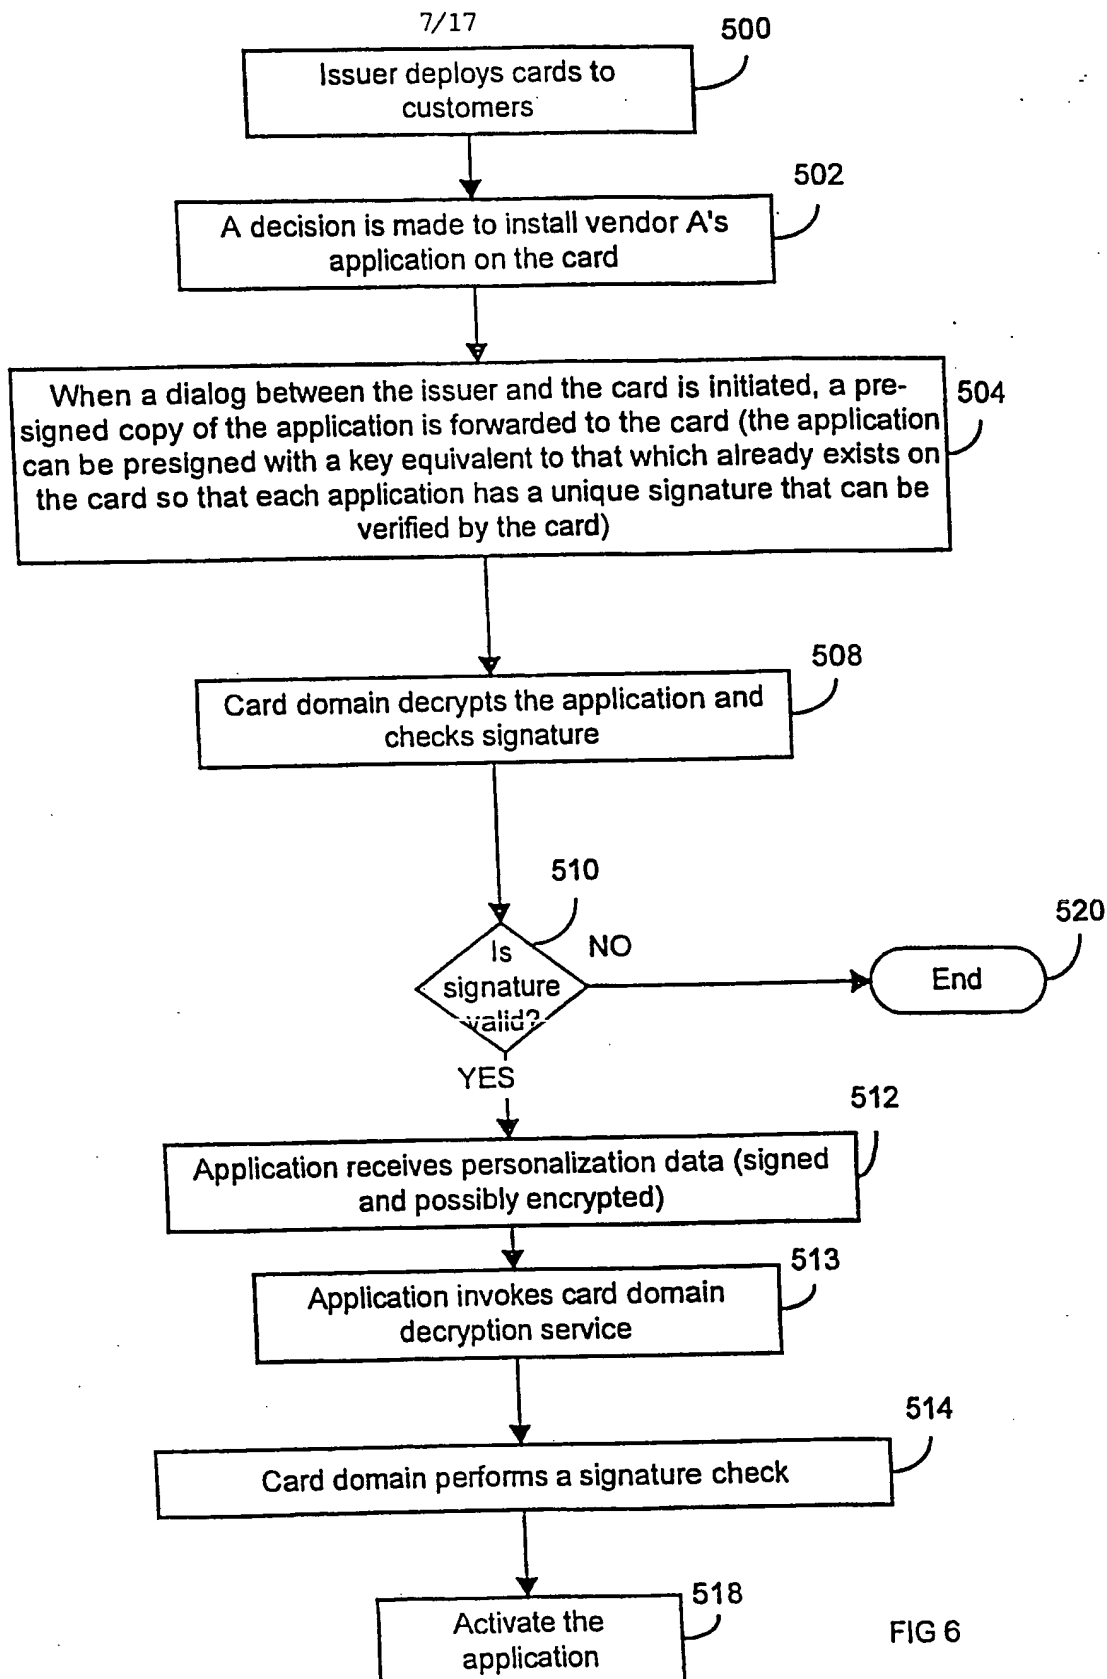 7/17
500
Issuer deploys cards to
customers
502
A decision is made to install vendor A's
application on the card
504
When a dialog between the issuer and the card is initiated, a pre-
signed copy of the application is forwarded to the card (the application
can be presigned with a key equivalent to that which already exists on
the card so that each application has a unique signature that can be
verified by the card)
508
Card domain decrypts the application and
checks signature
510
Is
signature
valid?
NO
520
End
YES
512
Application receives personalization data (signed
and possibly encrypted)
513
Application invokes card domain
decryption service
514
Card domain performs a signature check
518
Activate the
application
FIG 6